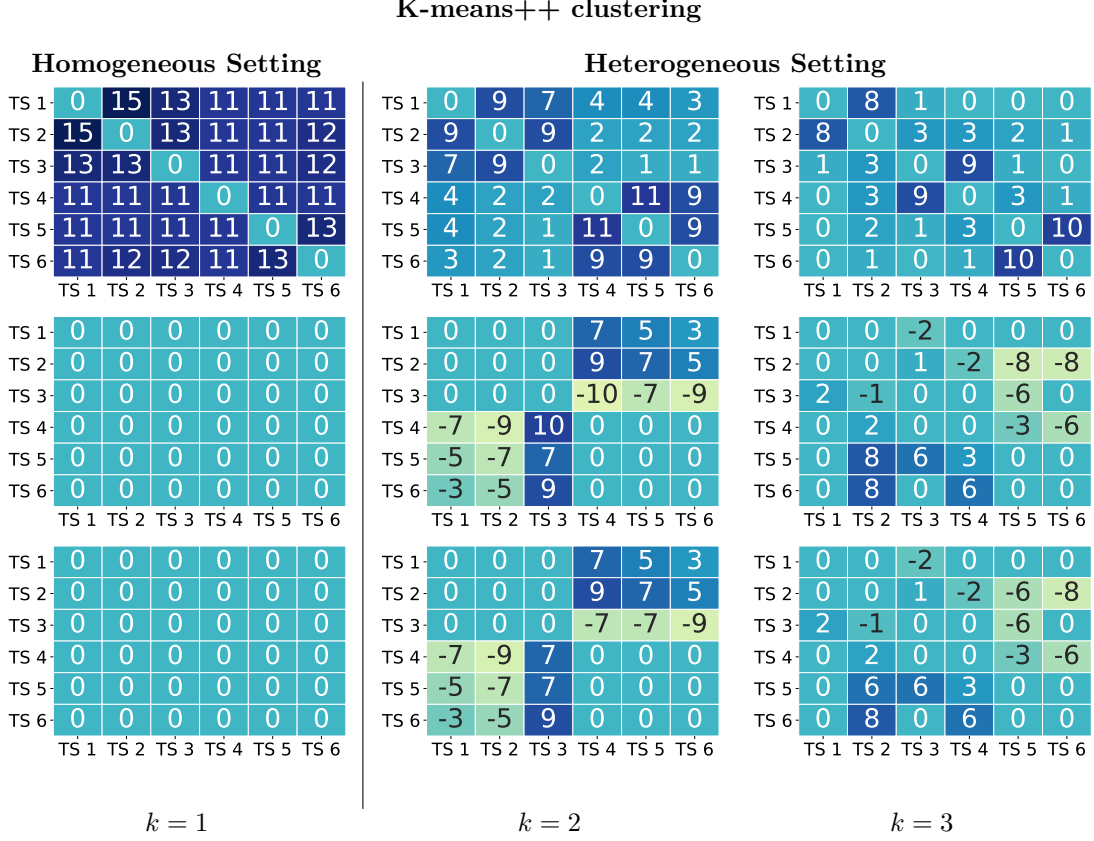 K-means++ clustering
Homogeneous Setting
Heterogeneous Setting
TS 1 0 15 13 11 11 11
TS 2 15 0 13 11 11 12
TS 3 13 13 0 11 11 12
TS 4 11 11 11 0 11 11
TS 5 11 11 11 11 0 13
TS 6 11 12 12 11 13 0
TS 1 TS 2 TS 3 TS 4 TS 5 TS 6
TS 1 0 9 7 4 4 3
TS 2 9 0 9 2 2 2
TS 3 7 9 0 2 1 1
TS 4 4 2 2 0 11 9
TS 5 4 2 1 11 0 9
TS 6 3 2 1 9 9 0
TS 1 TS 2 TS 3 TS 4 TS 5 TS 6
TS 1 0 8 1 0 0 0
TS 2 8 0 3 3 2 1
TS 3 1 3 0 9 1 0
TS 4 0 3 9 0 3 1
TS 5 0 2 1 3 0 10
TS 6 0 1 0 1 10 0
TS 1 TS 2 TS 3 TS 4 TS 5 TS 6
TS 1 0 0 0 0 0 0
TS 2 0 0 0 0 0 0
TS 3 0 0 0 0 0 0
TS 4 0 0 0 0 0 0
TS 5 0 0 0 0 0 0
TS 6 0 0 0 0 0 0
TS 1 TS 2 TS 3 TS 4 TS 5 TS 6
TS 1 0 0 0 7 5 3
TS 2 0 0 0 9 7 5
TS 3 0 0 0 -10 -7 -9
TS 4 -7 -9 10 0 0 0
TS 5 -5 -7 7 0 0 0
TS 6 -3 -5 9 0 0 0
TS 1 TS 2 TS 3 TS 4 TS 5 TS 6
TS 1 0 0 -2 0 0 0
TS 2 0 0 1 -2 -8 -8
TS 3 2 -1 0 0 -6 0
TS 4 0 2 0 0 -3 -6
TS 5 0 8 6 3 0 0
TS 6 0 8 0 6 0 0
TS 1 TS 2 TS 3 TS 4 TS 5 TS 6
TS 1 0 0 0 0 0 0
TS 2 0 0 0 0 0 0
TS 3 0 0 0 0 0 0
TS 4 0 0 0 0 0 0
TS 5 0 0 0 0 0 0
TS 6 0 0 0 0 0 0
TS 1 TS 2 TS 3 TS 4 TS 5 TS 6
TS 1 0 0 0 7 5 3
TS 2 0 0 0 9 7 5
TS 3 0 0 0 -7 -7 -9
TS 4 -7 -9 7 0 0 0
TS 5 -5 -7 7 0 0 0
TS 6 -3 -5 9 0 0 0
TS 1 TS 2 TS 3 TS 4 TS 5 TS 6
TS 1 0 0 -2 0 0 0
TS 2 0 0 1 -2 -6 -8
TS 3 2 -1 0 0 -6 0
TS 4 0 2 0 0 -3 -6
TS 5 0 6 6 3 0 0
TS 6 0 8 0 6 0 0
TS 1 TS 2 TS 3 TS 4 TS 5 TS 6
k = 1
k = 2
k = 3